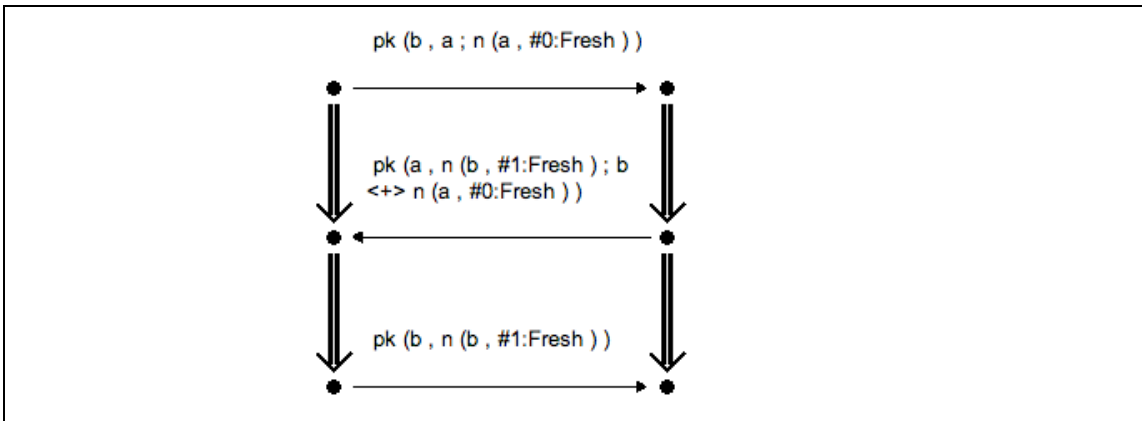 pk (b , a ; n (a , #0:Fresh ) )
pk (a , n (b , #1:Fresh ) ; b
<+> n (a , #0:Fresh ) )
pk (b , n (b , #1:Fresh ) )